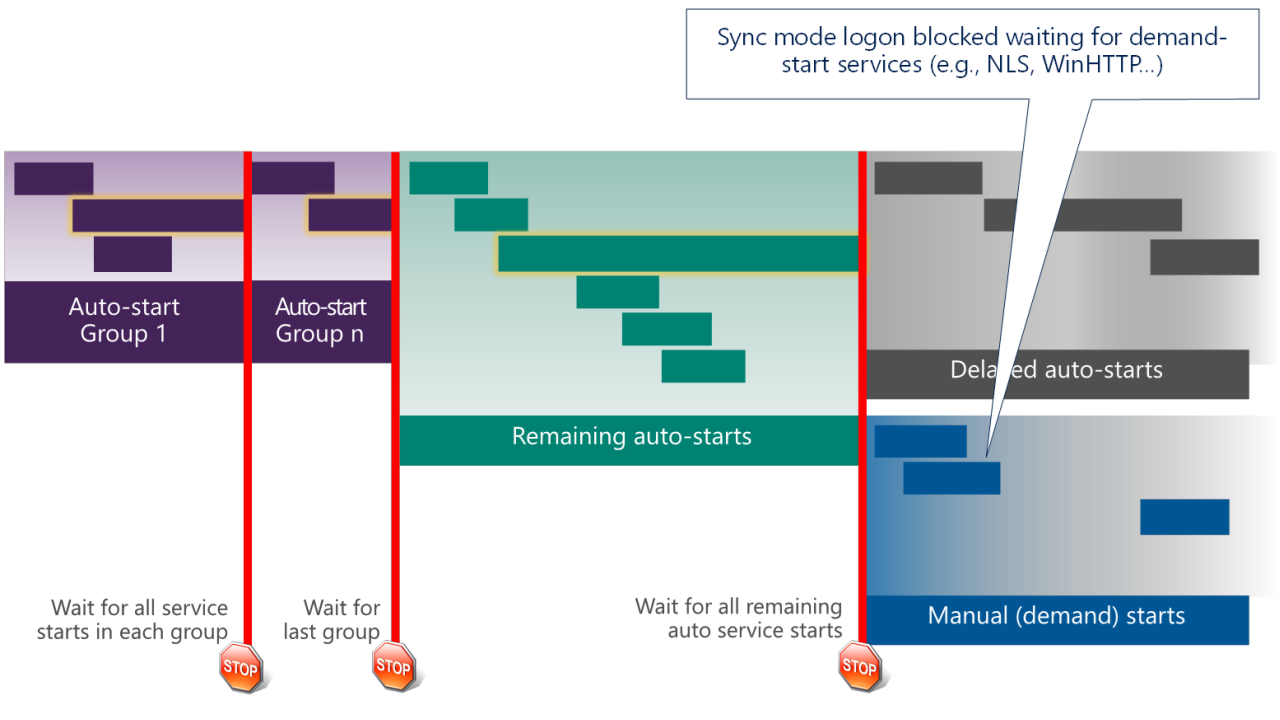 Sync mode logon blocked waiting for demand-
start services (e.g., NLS, WinHTTP...)
Auto-start
Group 1
Auto-start
Group n
Remaining auto-starts
Delayed auto-starts
Manual (demand) starts
Wait for all service
starts in each group
Wait for
last group
Wait for all remaining
auto service starts
STOP
STOP
STOP